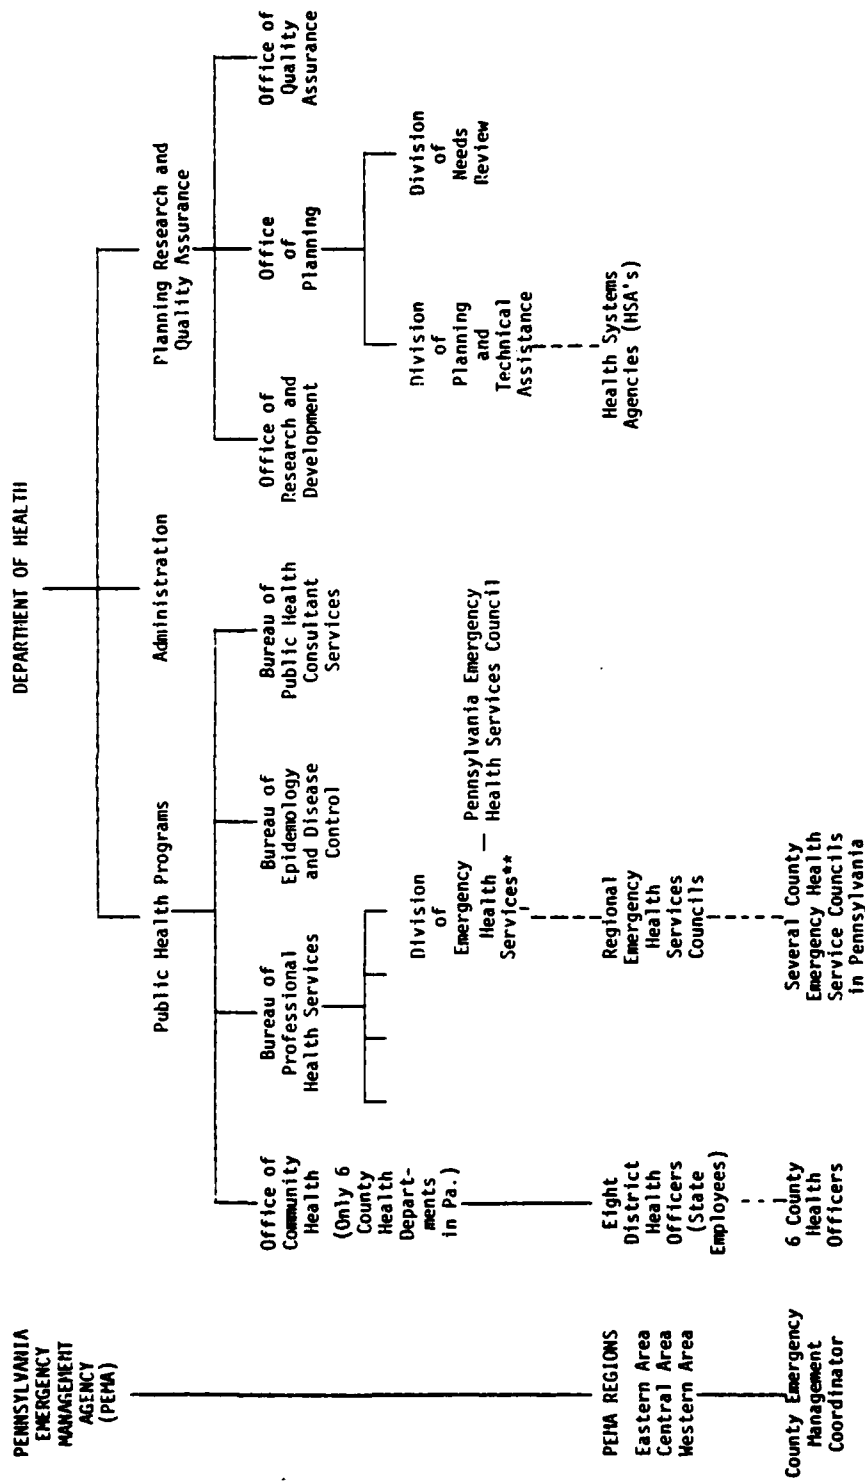 PENNSYLVANIA
EMERGENCY
MANAGEMENT
AGENCY
(PEMA)
DEPARTMENT OF HEALTH
Public Health Programs
Administration
Planning Research and
Quality Assurance
Office of
Community
Health
(Only 6
County
Health
Depart-
ments
in Pa.)
Bureau of
Professional
Health Services
Bureau of
Epidemology
and Disease
Control
Bureau of
Public Health
Consultant
Services
Office of
Research and
Development
Office
of
Planning
Office of
Quality
Assurance
Division
of
Emergency
Health
Services**
Pennsylvania Emergency
Health Services Council
Division
of
Planning
and
Technical
Assistance
Division
of
Needs
Review
PEMA REGIONS
Eastern Area
Central Area
Western Area
Eight
District
Health
Officers
(State
Employees)
Regional
Emergency
Health
Services
Councils
Health Systems
Agencies (HSA's)
County Emergency
Management
Coordinator
6 County
Health
Officers
Several County
Emergency Health
Service Councils
in Pennsylvania